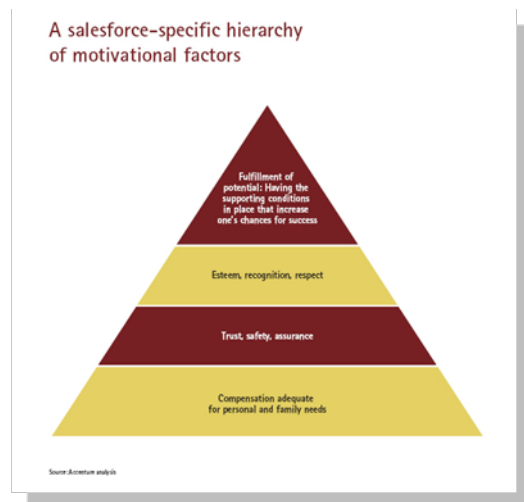 A salesforce-specific hierarchy
of motivational factors
Fulfillment of
potential: Having the
supporting conditions
in place that increase
one's chances for success
Esteem, recognition, respect
Trust, safety, assurance
Compensation adequate
for personal and family needs
Source: Accenture analysis